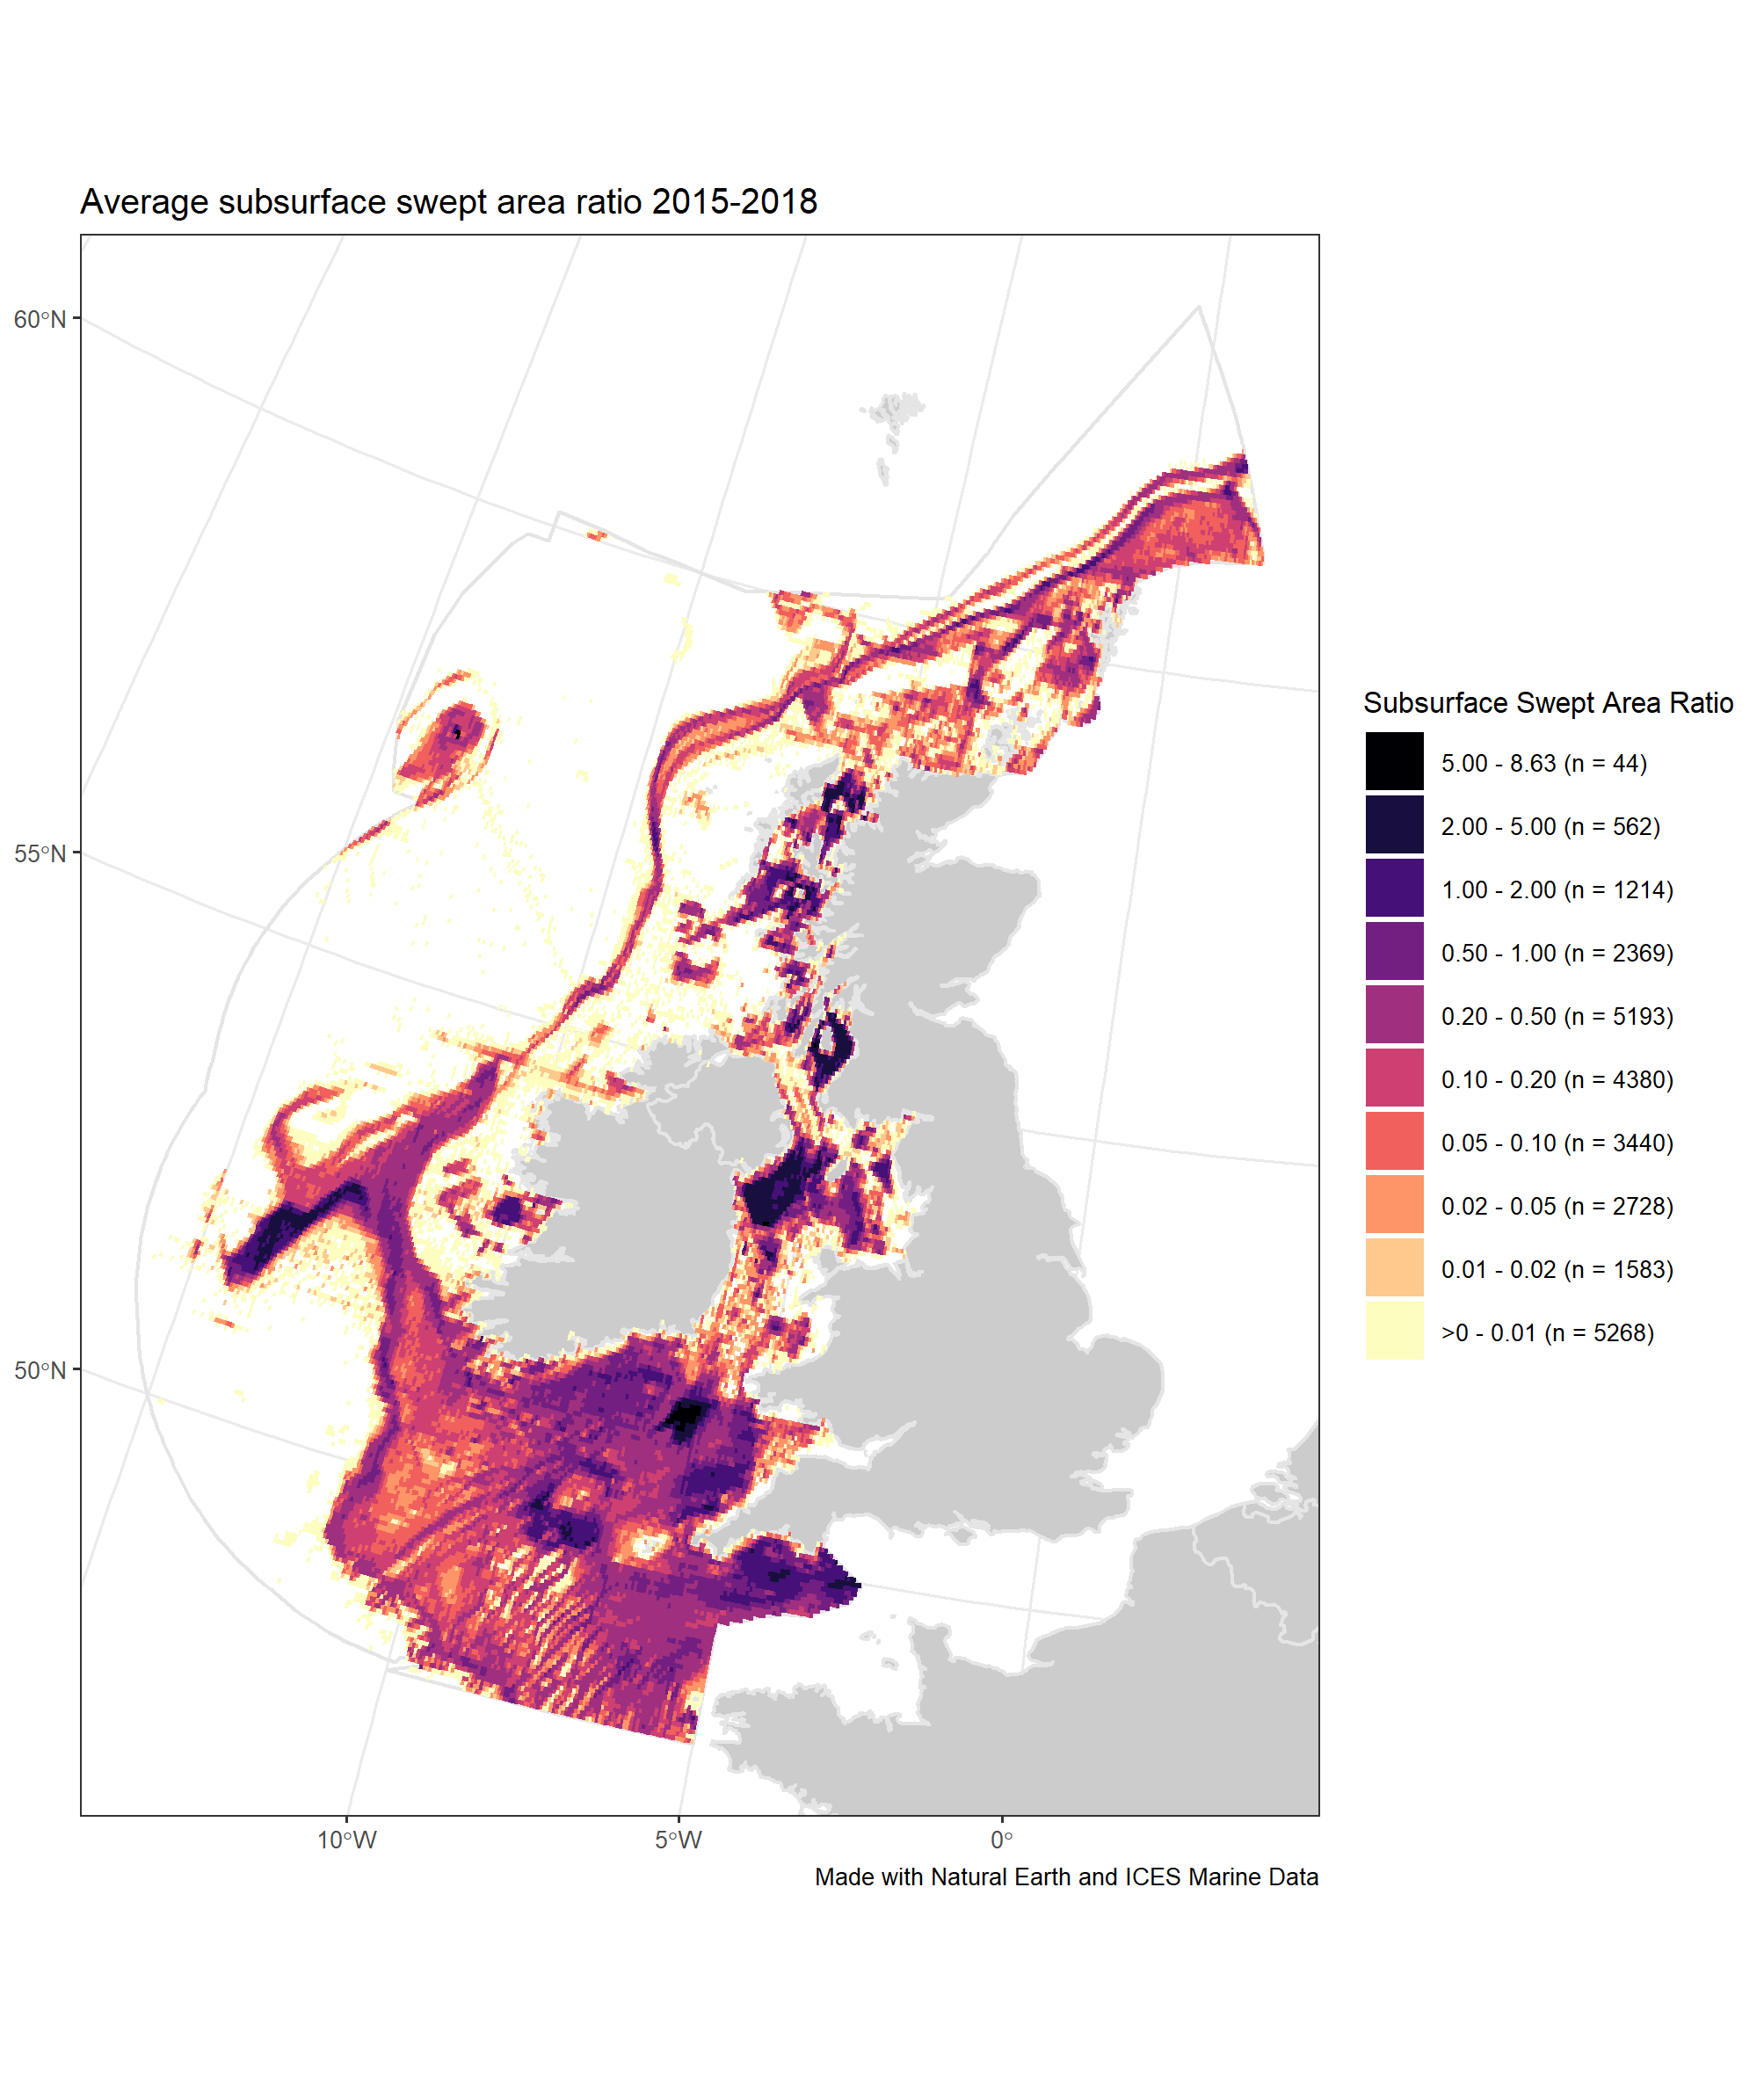 Average subsurface swept area ratio 2015-2018
60°N
55°N
50°N
10°W
5°W
0°
Made with Natural Earth and ICES Marine Data
Subsurface Swept Area Ratio
5.00 - 8.63 (n = 44)
2.00 - 5.00 (n = 562)
1.00 - 2.00 (n = 1214)
0.50 - 1.00 (n = 2369)
0.20 - 0.50 (n = 5193)
0.10 - 0.20 (n = 4380)
0.05 - 0.10 (n = 3440)
0.02 - 0.05 (n = 2728)
0.01 - 0.02 (n = 1583)
>0 - 0.01 (n = 5268)